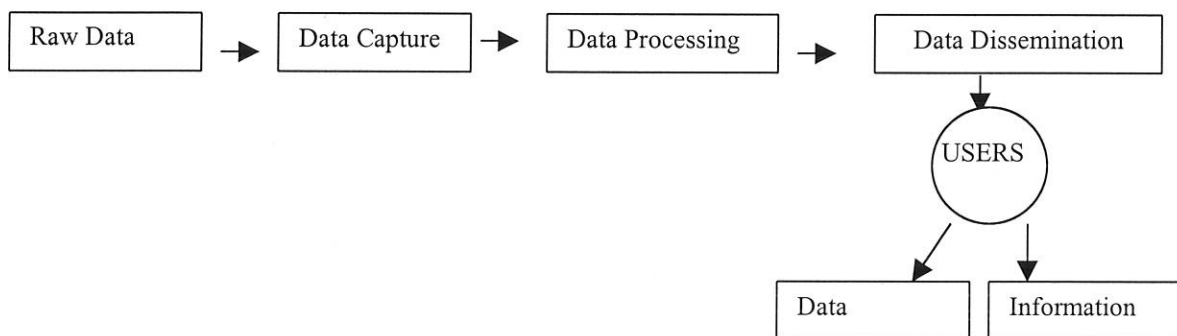 Raw Data
Data Capture
Data Processing
Data Dissemination
USERS
Data
Information